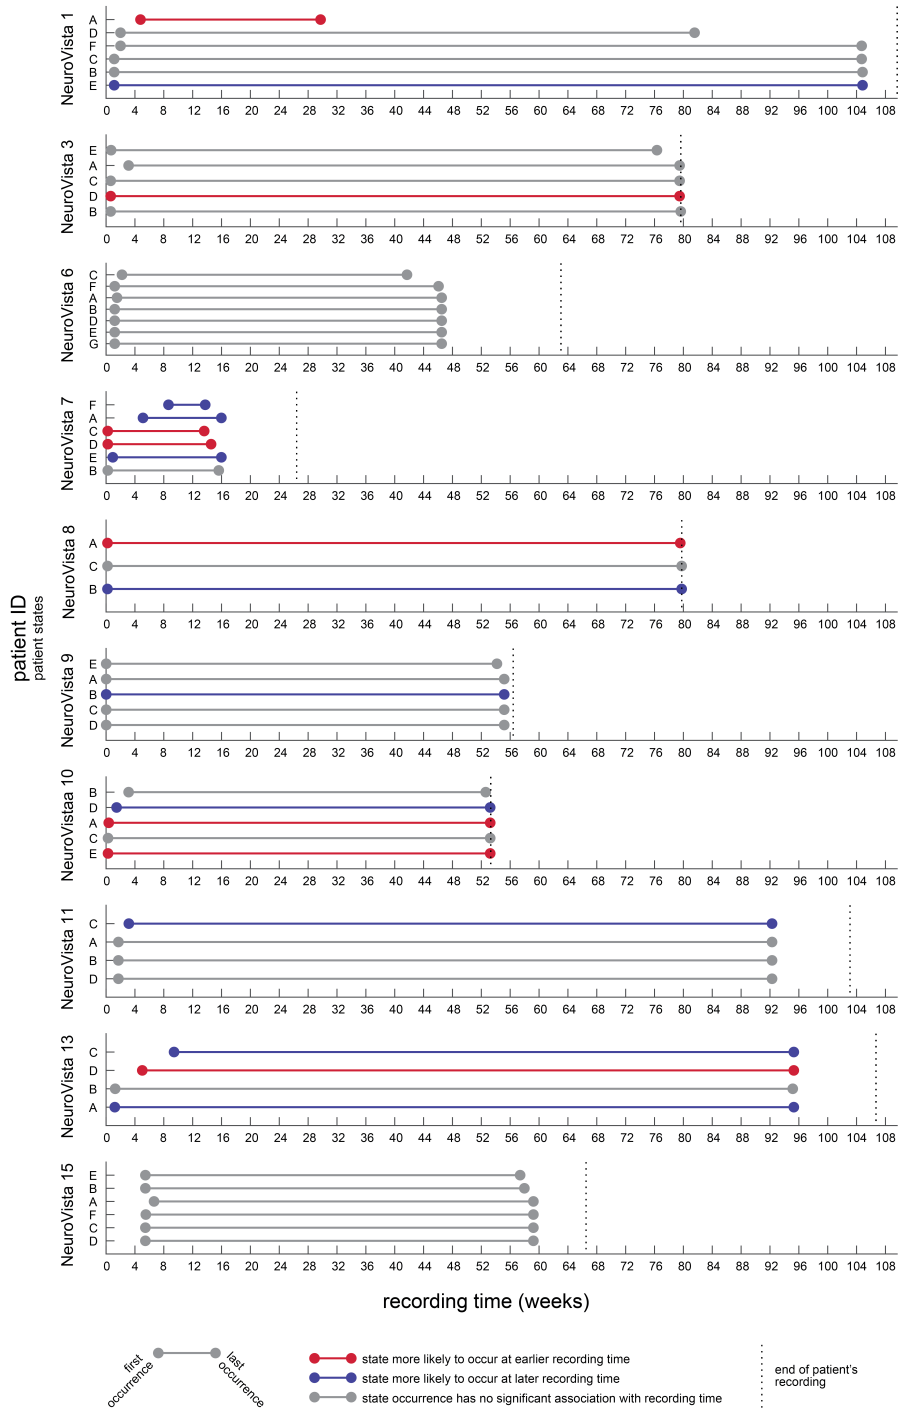 patient ID
patient states
NeuroVista 1
A
D
F
C
B
E
0 4 8 12 16 20 24 28 32 36 40 44 48 52 56 60 64 68 72 76 80 84 88 92 96 100 104 108
NeuroVista 3
E
A
C
D
B
0 4 8 12 16 20 24 28 32 36 40 44 48 52 56 60 64 68 72 76 80 84 88 92 96 100 104 108
NeuroVista 6
C
F
A
B
D
E
G
0 4 8 12 16 20 24 28 32 36 40 44 48 52 56 60 64 68 72 76 80 84 88 92 96 100 104 108
NeuroVista 7
F
A
C
D
E
B
0 4 8 12 16 20 24 28 32 36 40 44 48 52 56 60 64 68 72 76 80 84 88 92 96 100 104 108
NeuroVista 8
A
C
B
0 4 8 12 16 20 24 28 32 36 40 44 48 52 56 60 64 68 72 76 80 84 88 92 96 100 104 108
NeuroVista 9
E
A
B
C
D
0 4 8 12 16 20 24 28 32 36 40 44 48 52 56 60 64 68 72 76 80 84 88 92 96 100 104 108
NeuroVistaa 10
B
D
A
C
E
0 4 8 12 16 20 24 28 32 36 40 44 48 52 56 60 64 68 72 76 80 84 88 92 96 100 104 108
NeuroVista 11
C
A
B
D
0 4 8 12 16 20 24 28 32 36 40 44 48 52 56 60 64 68 72 76 80 84 88 92 96 100 104 108
NeuroVista 13
C
D
B
A
0 4 8 12 16 20 24 28 32 36 40 44 48 52 56 60 64 68 72 76 80 84 88 92 96 100 104 108
NeuroVista 15
E
B
A
F
C
D
0 4 8 12 16 20 24 28 32 36 40 44 48 52 56 60 64 68 72 76 80 84 88 92 96 100 104 108
recording time (weeks)
first
occurrence
last
occurrence
state more likely to occur at earlier recording time
state more likely to occur at later recording time
state occurrence has no significant association with recording time
end of patient's
recording